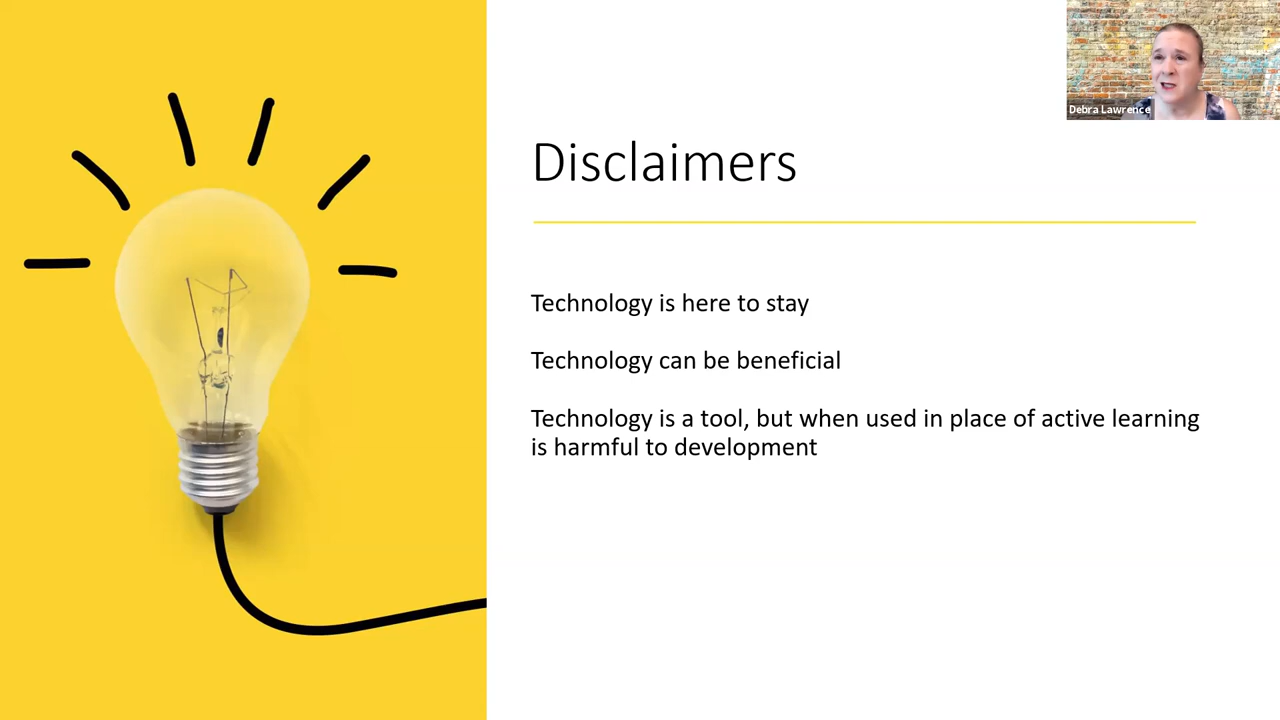 Debra Lawrence
Disclaimers
Technology is here to stay
Technology can be beneficial
Technology is a tool, but when used in place of active learning
is harmful to development